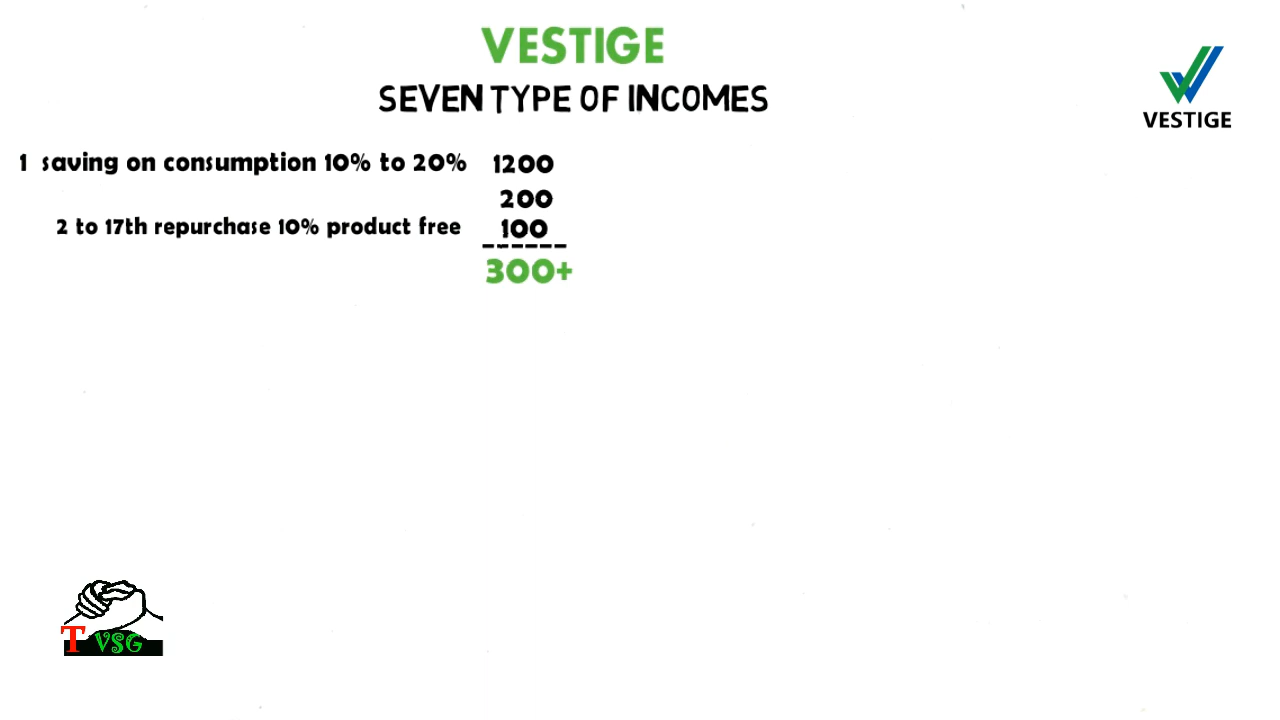 VESTIGE
SEVEN TYPE OF INCOMES
VESTIGE
1 saving on consumption 10% to 20% 1200
200
2 to 17th repurchase 10% product free 100
------
300+
T VSG